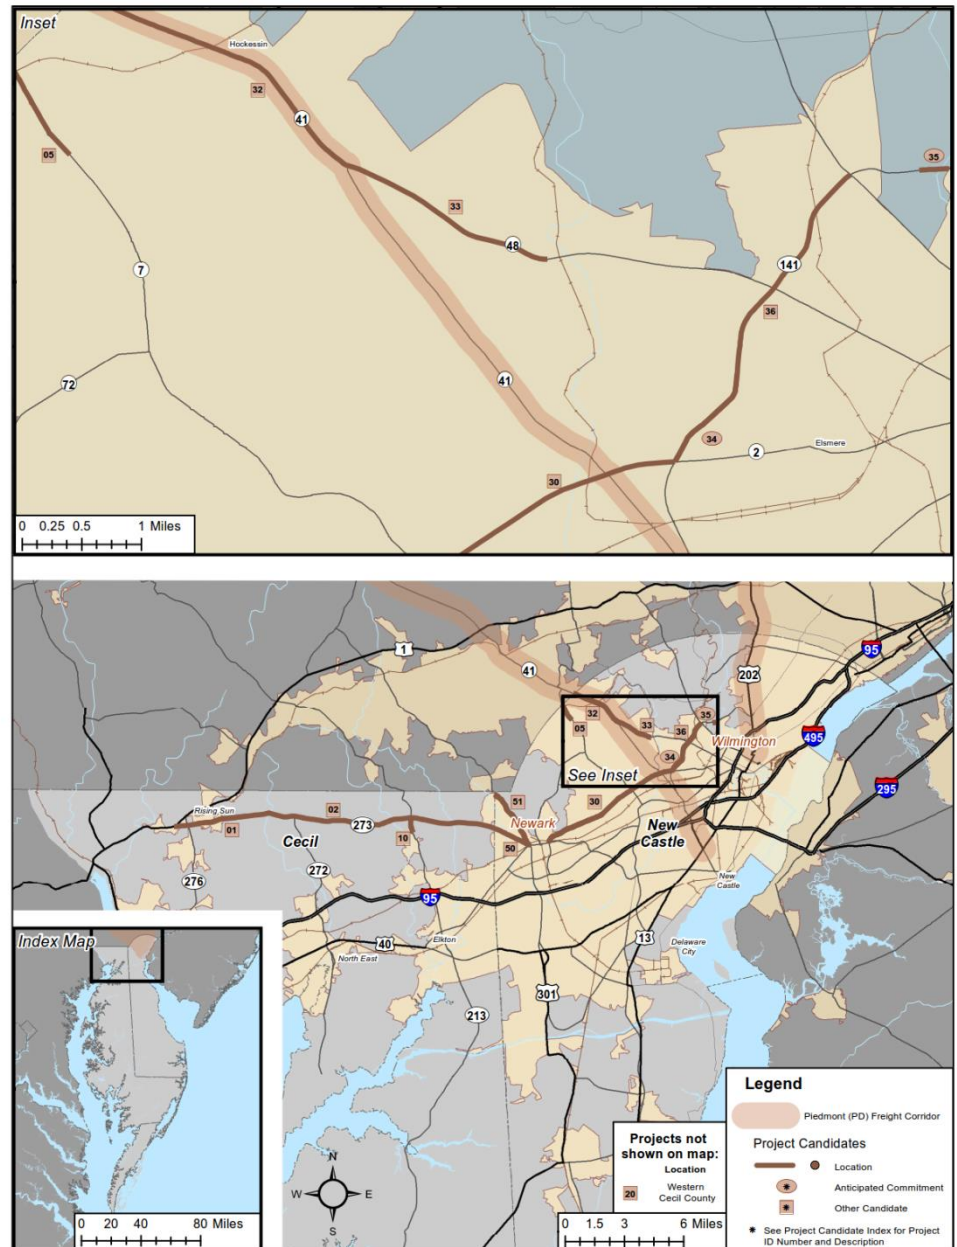 Inset
Hockessin
32
41
05
35
33
48
7
141
36
72
41
34
2
Elsmere
30
0 0.25 0.5 1 Miles
1
95
41
202
32
35
05
33
36
495
Wilmington
34
See Inset
295
51
30
02
Rising Sun
Newark
01
273
10
Cecil
50
New
Castle
272
276
95
New
Castle
Index Map
40
Elkton
13
Delaware
City
North East
301
213
Legend
Piedmont (PD) Freight Corridor
Project Candidates
Location
Anticipated Commitment
Other Candidate
* See Project Candidate Index for Project
ID Number and Description
Projects not
shown on map:
Location
20 Western
Cecil County
N
W E
S
0 20 40 80 Miles
0 1.5 3 6 Miles